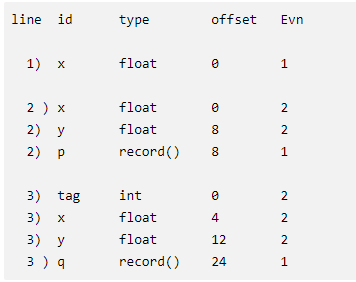 line id type offset Evn
1) x float 0 1
2 ) x float 0 2
2) y float 8 2
2) p record() 8 1
3) tag int 0 2
3) x float 4 2
3) y float 12 2
3 ) q record() 24 1